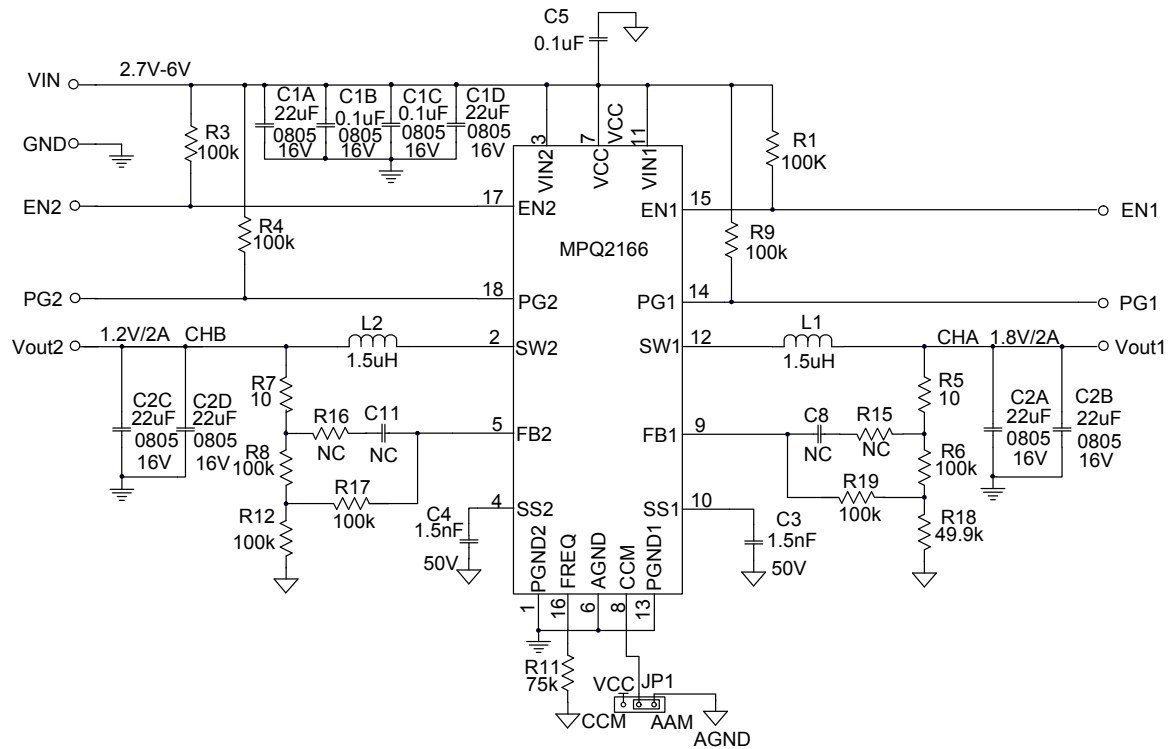 C5
0.1uF
VIN
2.7V-6V
GND
R3
100k
C1A
22uF
0805
16V
C1B
0.1uF
0805
16V
C1C
0.1uF
0805
16V
C1D
22uF
0805
16V
3
7
VCC
11
VIN2
VCC
VIN1
R1
100K
EN2
17
EN2
EN1
15
EN1
R4
100k
MPQ2166
R9
100k
PG2
18
PG2
PG1
14
PG1
Vout2
1.2V/2A
CHB
L2
1.5uH
2
SW2
SW1
12
L1
1.5uH
CHA
1.8V/2A
Vout1
C2C
22uF
0805
16V
C2D
22uF
0805
16V
R7
10
R16
NC
C11
NC
5
FB2
FB1
9
C8
NC
R15
NC
R5
10
C2A
22uF
0805
16V
C2B
22uF
0805
16V
R8
100k
R17
100k
R6
100k
R19
100k
R12
100k
C4
1.5nF
50V
4
SS2
SS1
10
C3
1.5nF
50V
R18
49.9k
PGND2
FREQ
AGND
CCM
PGND1
1
16
6
8
13
R11
75k
VCC
JP1
CCM
AAM
AGND